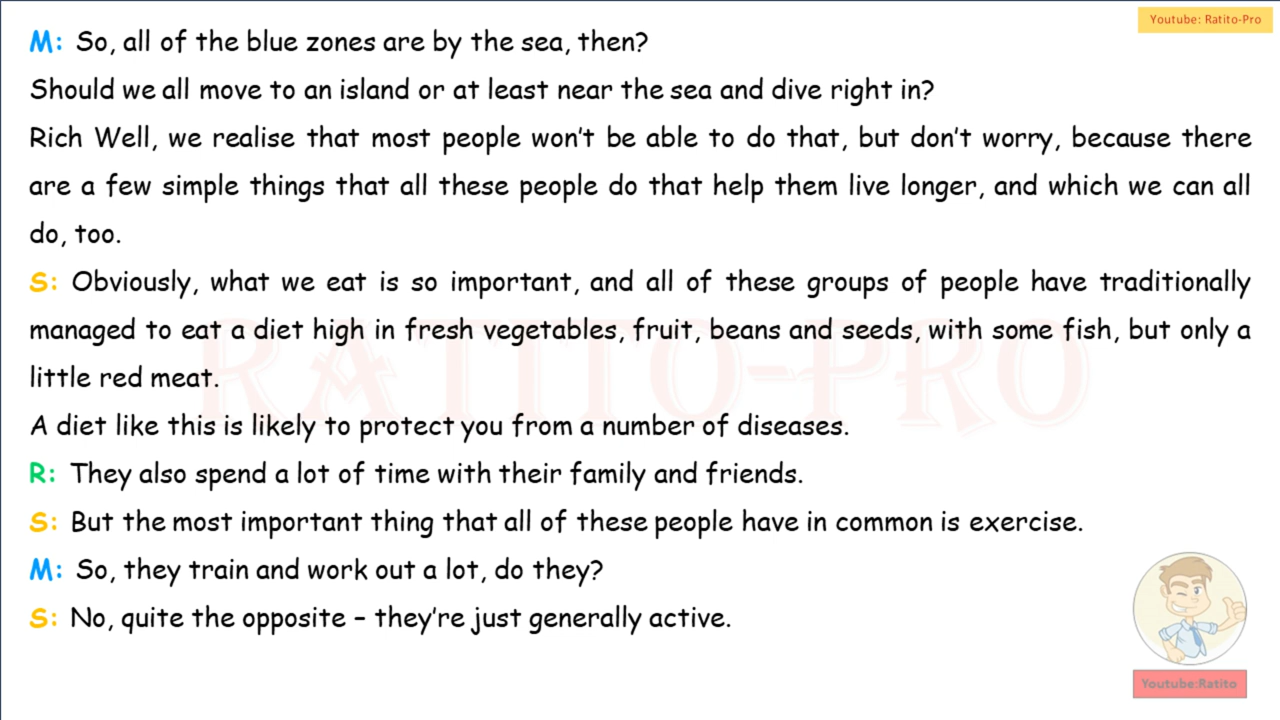 Youtube: Ratito-Pro
M: So, all of the blue zones are by the sea, then?
Should we all move to an island or at least near the sea and dive right in?
Rich Well, we realise that most people won't be able to do that, but don't worry, because there
are a few simple things that all these people do that help them live longer, and which we can all
do, too.
S: Obviously, what we eat is so important, and all of these groups of people have traditionally
managed to eat a diet high in fresh vegetables, fruit, beans and seeds, with some fish, but only a
little red meat.
A diet like this is likely to protect you from a number of diseases.
R: They also spend a lot of time with their family and friends.
S: But the most important thing that all of these people have in common is exercise.
M: So, they train and work out a lot, do they?
S: No, quite the opposite – they're just generally active.
RATITO-PRO
Youtube:Ratito